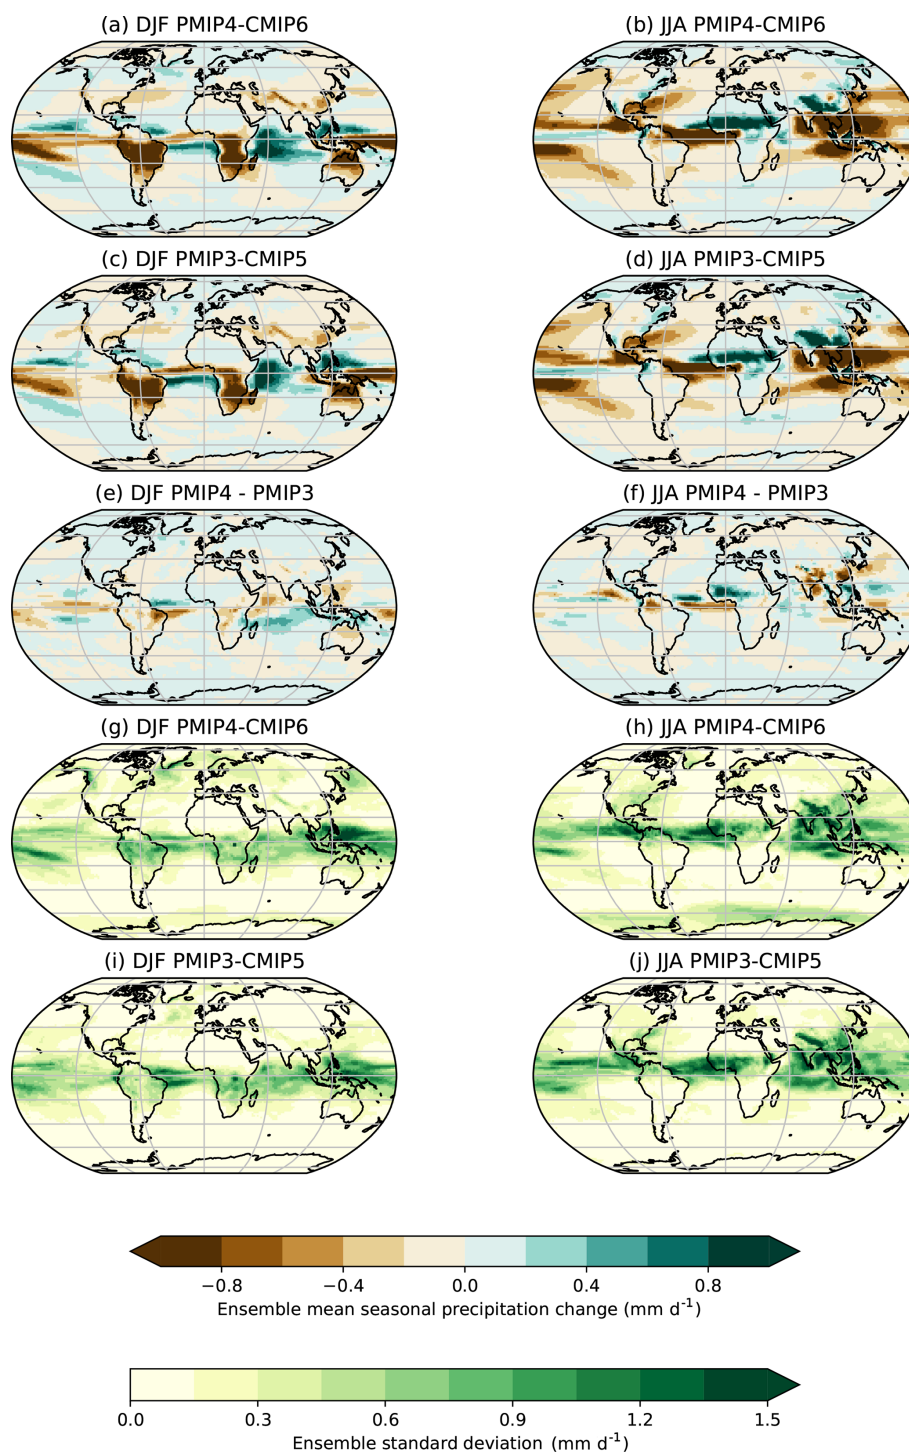 (a) DJF PMIP4-CMIP6
(b) JJA PMIP4-CMIP6
(c) DJF PMIP3-CMIP5
(d) JJA PMIP3-CMIP5
(e) DJF PMIP4 - PMIP3
(f) JJA PMIP4 - PMIP3
(g) DJF PMIP4-CMIP6
(h) JJA PMIP4-CMIP6
(i) DJF PMIP3-CMIP5
(j) JJA PMIP3-CMIP5
−0.8 −0.4 0.0 0.4 0.8
Ensemble mean seasonal precipitation change (mm d⁻¹)
0.0 0.3 0.6 0.9 1.2 1.5
Ensemble standard deviation (mm d⁻¹)